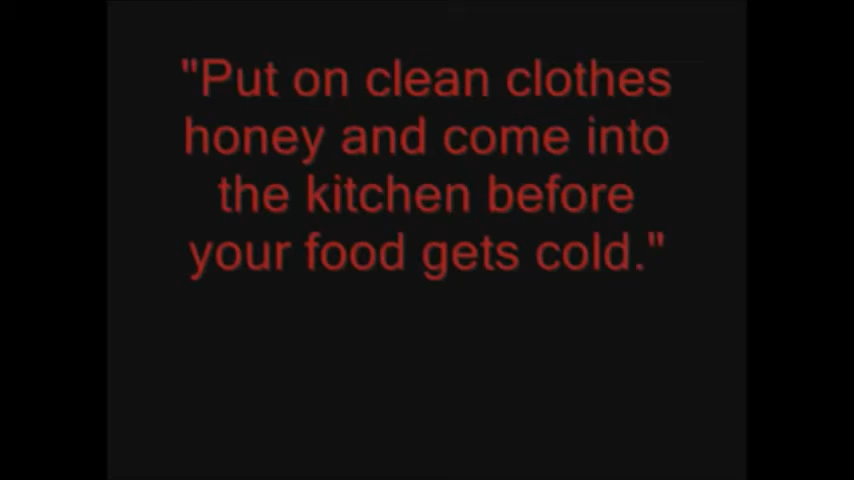 "Put on clean clothes
honey and come into
the kitchen before
your food gets cold."